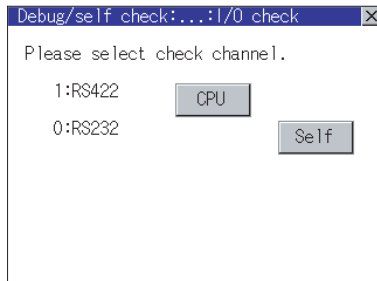 Debug/self check:...:I/O check
Please select check channel.
1:RS422 CPU
0:RS232 Self